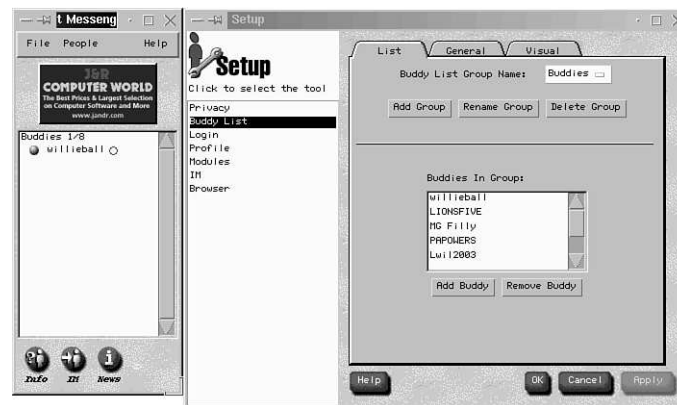 t Messeng
File People Help
J&R
COMPUTER WORLD
The Best Prices & Largest Selection
on Computer Software and More
www.jandr.com
Buddies 1/8
willieball
Info IM News
Setup
Setup
Click to select the tool
Privacy
Buddy List
Login
Profile
Modules
IM
Browser
List General Visual
Buddy List Group Name: Buddies
Add Group Rename Group Delete Group
Buddies In Group:
willieball
LIONSFIVE
MG Filly
PAPOWERS
Lwil2003
Add Buddy Remove Buddy
Help OK Cancel Apply